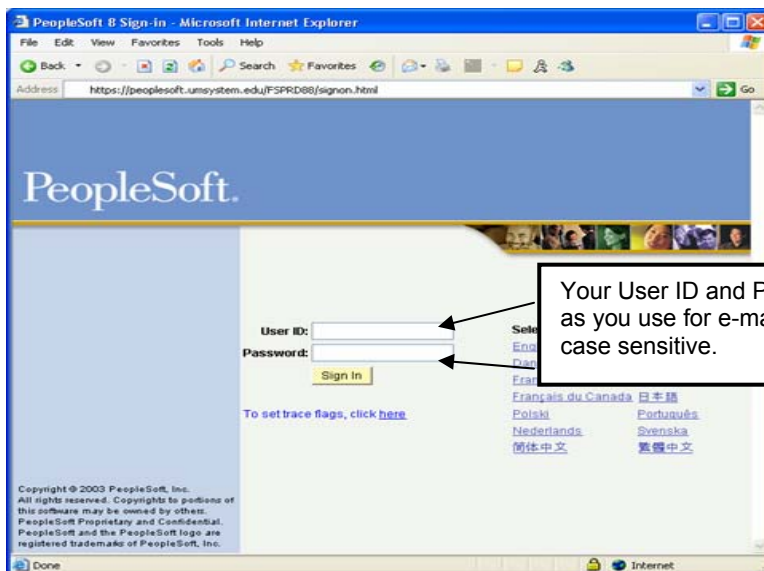 PeopleSoft 8 Sign-in - Microsoft Internet Explorer
File Edit View Favorites Tools Help
Back Search Favorites
Address https://peoplesoft.umsystem.edu/FSPRD88/signon.html Go
PeopleSoft.
Your User ID and P
as you use for e-ma
case sensitive.
User ID:
Password:
Sign In
To set trace flags, click here
Sele
Eng
Dan
Fran
Français du Canada 日本語
Polski Português
Nederlands Svenska
简体中文 繁體中文
Copyright © 2003 PeopleSoft, Inc.
All rights reserved. Copyrights to portions of
this software may be owned by others.
PeopleSoft Proprietary and Confidential.
PeopleSoft and the PeopleSoft logo are
registered trademarks of PeopleSoft, Inc.
Done Internet